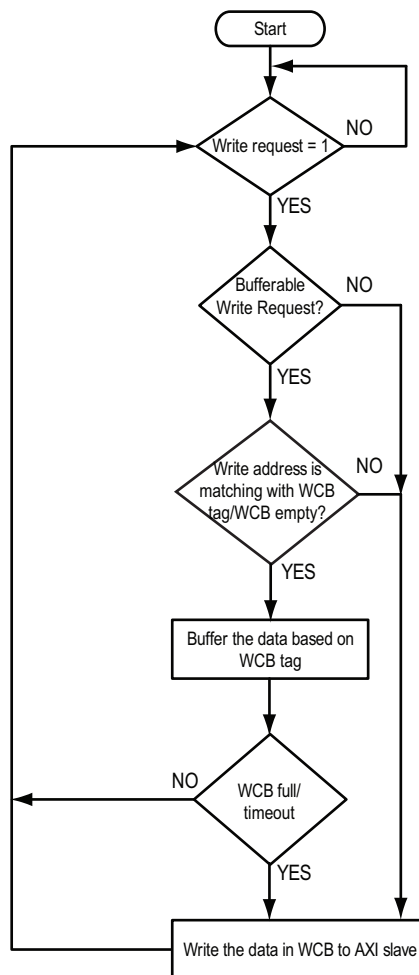 Start
Write request = 1
NO
YES
Bufferable
Write Request?
NO
YES
Write address is
matching with WCB
tag/WCB empty?
NO
YES
Buffer the data based on
WCB tag
WCB full/
timeout
NO
YES
Write the data in WCB to AXI slave